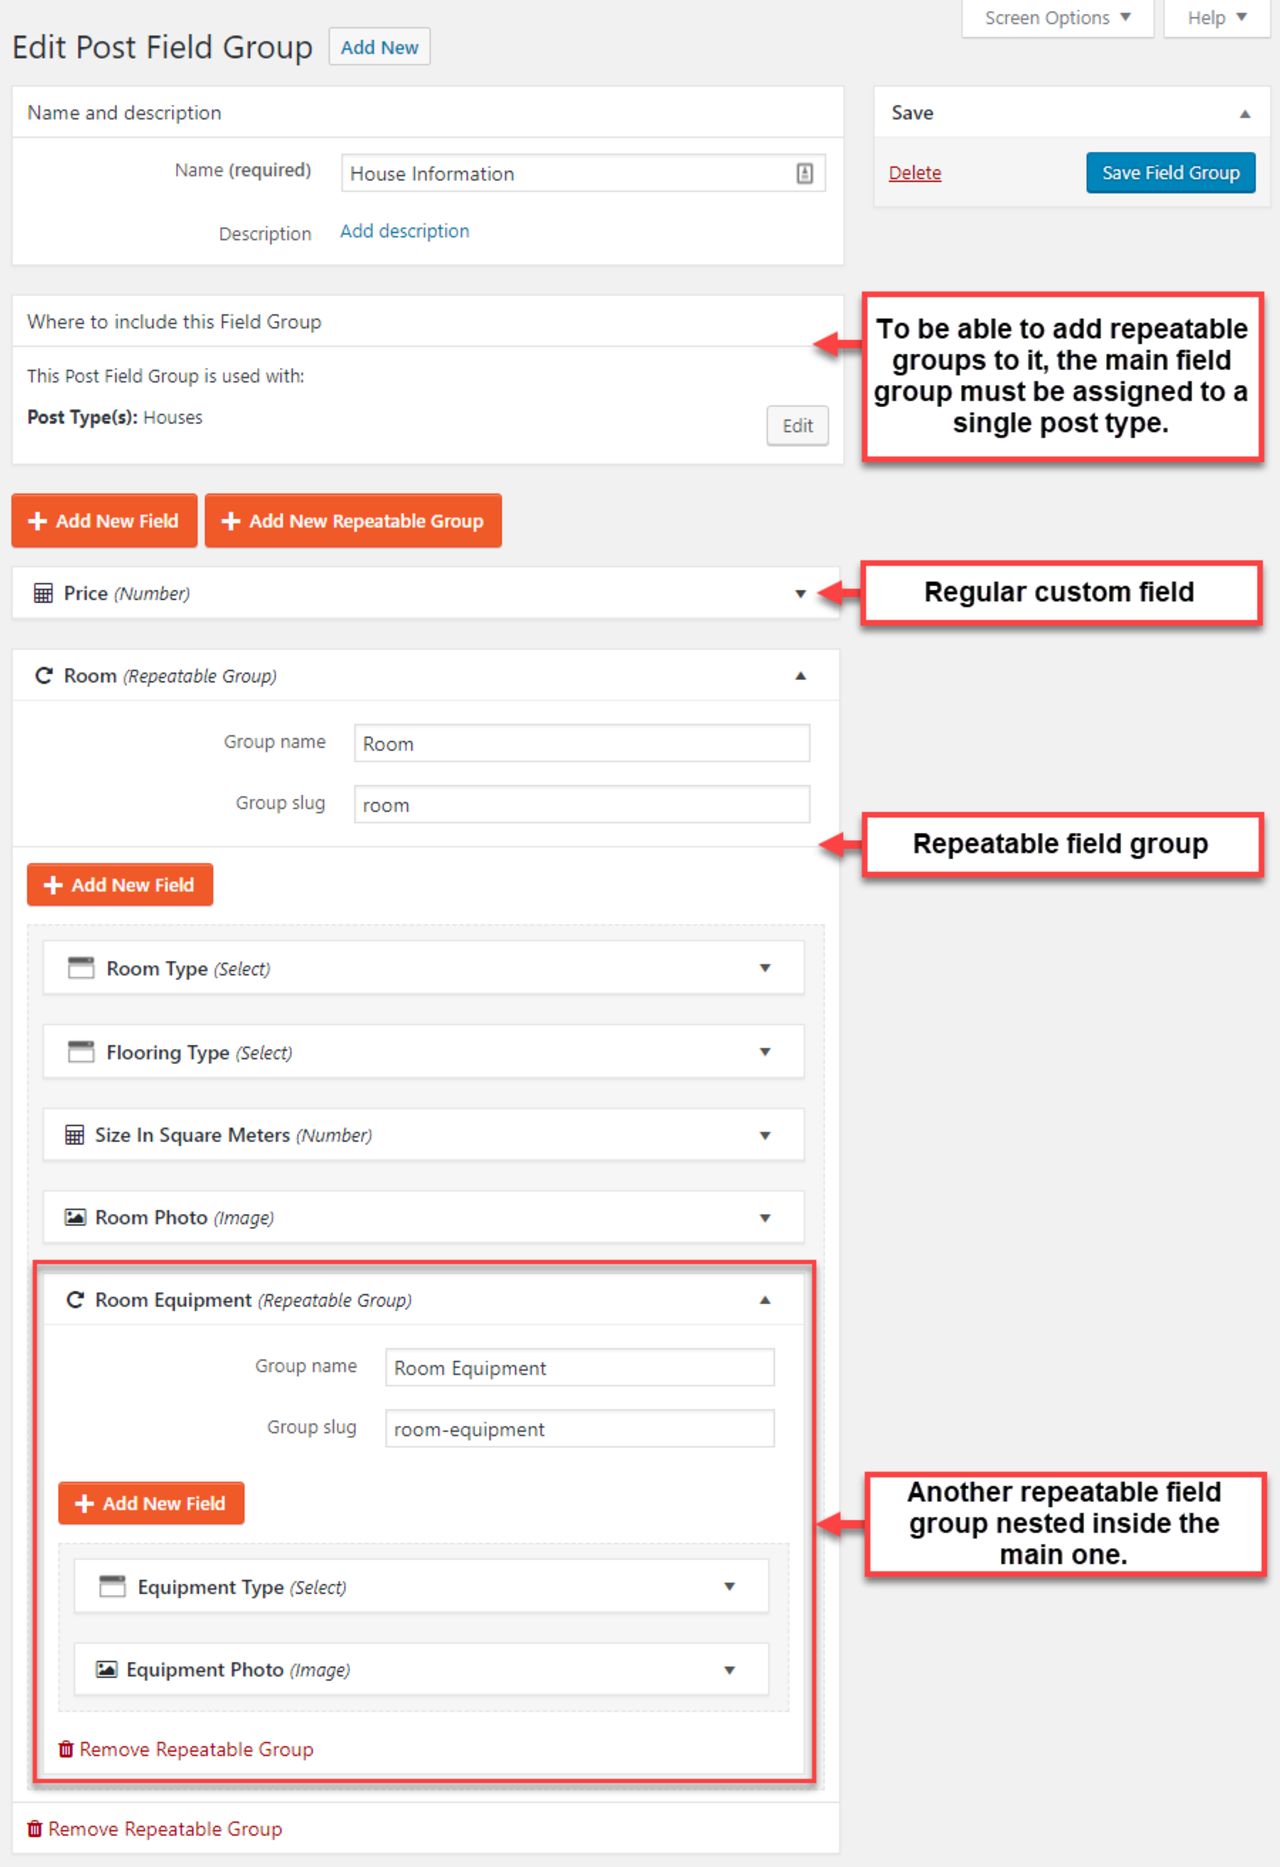 Screen Options ▼
Help ▼
Edit Post Field Group
Add New
Name and description
Name (required)
House Information
Description
Add description
Save
Delete
Save Field Group
Where to include this Field Group
This Post Field Group is used with:
Post Type(s): Houses
Edit
To be able to add repeatable
groups to it, the main field
group must be assigned to a
single post type.
+ Add New Field
+ Add New Repeatable Group
Price (Number)
Regular custom field
Room (Repeatable Group)
Group name
Room
Group slug
room
Repeatable field group
+ Add New Field
Room Type (Select)
Flooring Type (Select)
Size In Square Meters (Number)
Room Photo (Image)
Room Equipment (Repeatable Group)
Group name
Room Equipment
Group slug
room-equipment
+ Add New Field
Another repeatable field
group nested inside the
main one.
Equipment Type (Select)
Equipment Photo (Image)
Remove Repeatable Group
Remove Repeatable Group